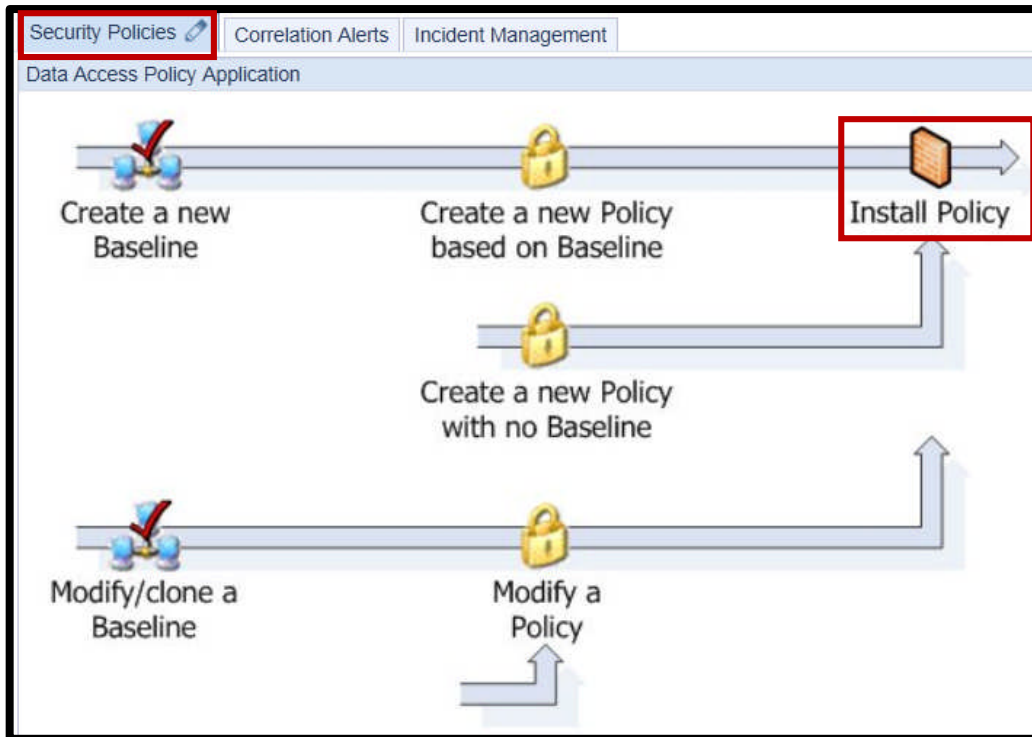 Security Policies
Correlation Alerts
Incident Management
Data Access Policy Application
Create a new
Baseline
Create a new Policy
based on Baseline
Install Policy
Create a new Policy
with no Baseline
Modify/clone a
Baseline
Modify a
Policy